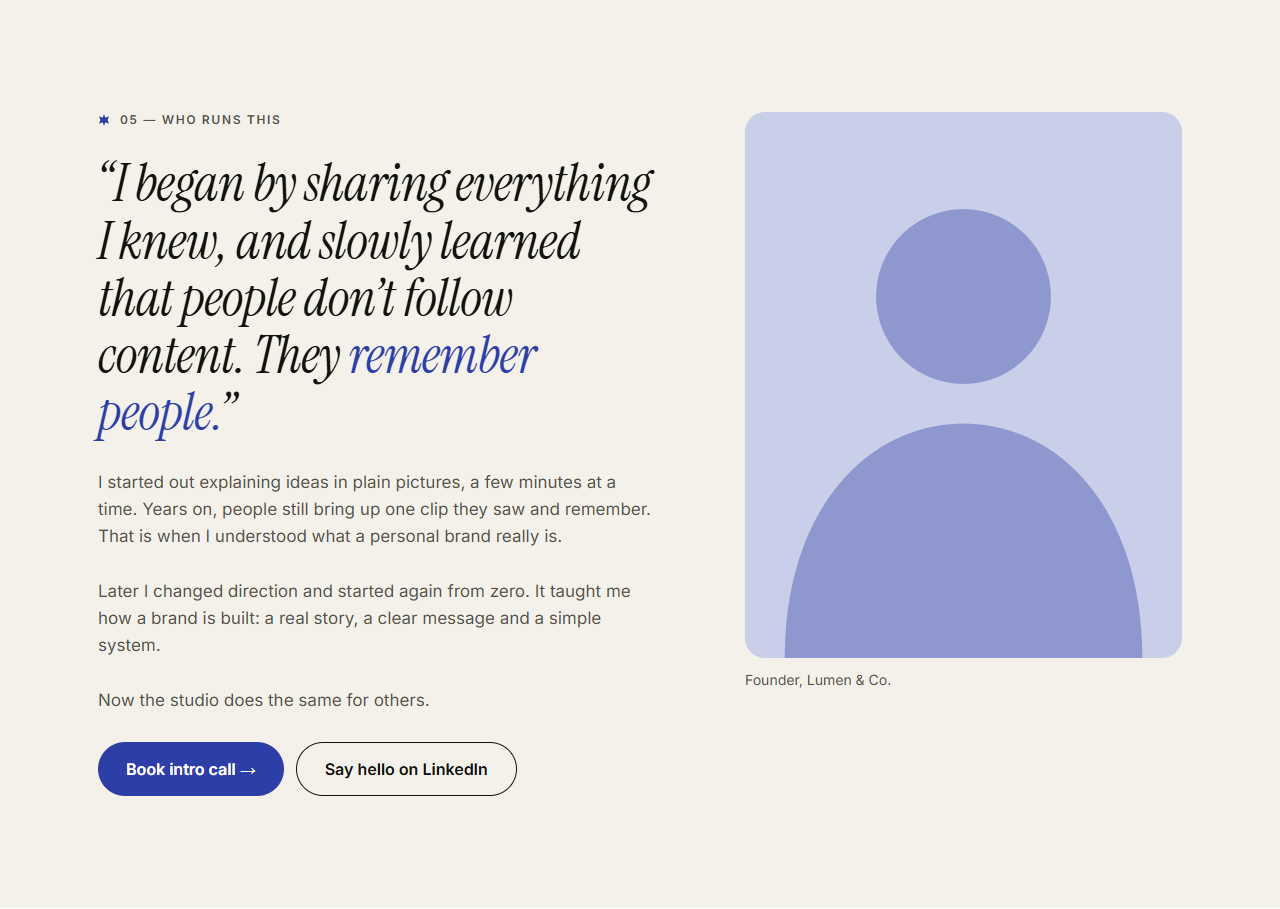 05 — WHO RUNS THIS
“I began by sharing everything
I knew, and slowly learned
that people don’t follow
content. They remember
people.”
I started out explaining ideas in plain pictures, a few minutes at a
time. Years on, people still bring up one clip they saw and remember.
That is when I understood what a personal brand really is.
Later I changed direction and started again from zero. It taught me
how a brand is built: a real story, a clear message and a simple
system.
Now the studio does the same for others.
Book intro call →
Say hello on LinkedIn
Founder, Lumen & Co.